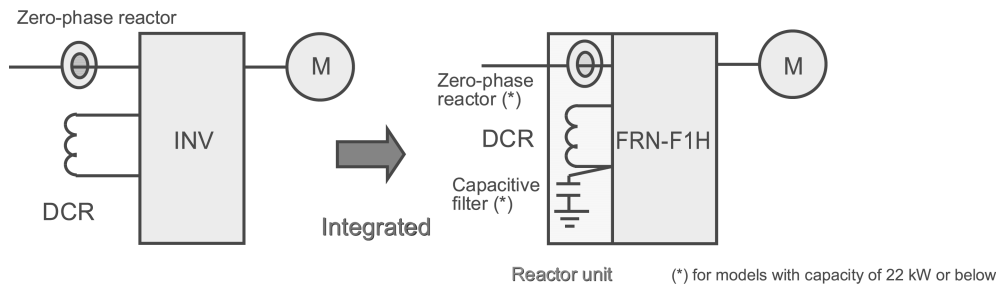 Zero-phase reactor
M
INV
DCR
Integrated
M
Zero-phase
reactor (*)
DCR
FRN-F1H
Capacitive
filter (*)
Reactor unit
(*) for models with capacity of 22 kW or below